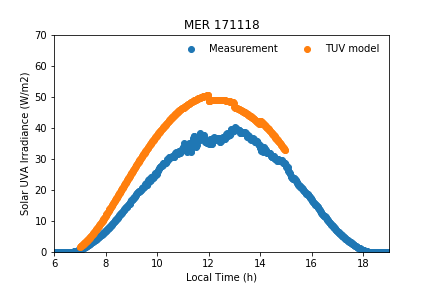 MER 171118
Measurement
TUV model
Solar UVA Irradiance (W/m2)
70
60
50
40
30
20
10
0
6 8 10 12 14 16 18
Local Time (h)